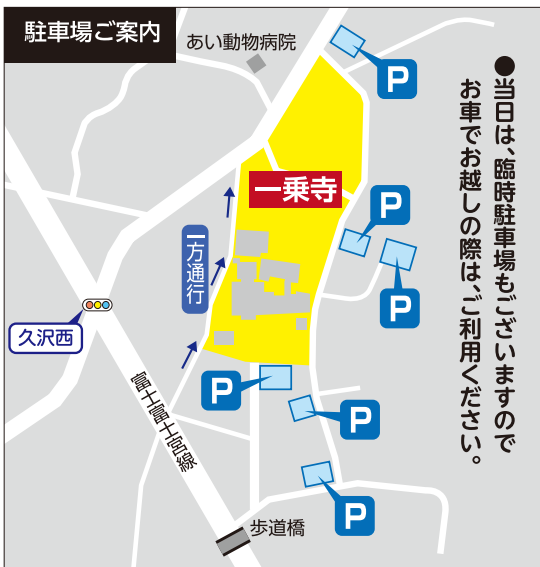 駐車場ご案内
あい動物病院
P
●当日は、臨時駐車場もございますので
お車でお越しの際は、ご利用ください。
一乗寺
P
一方通行
P
久沢西
P
P
富士富士宮線
P
歩道橋